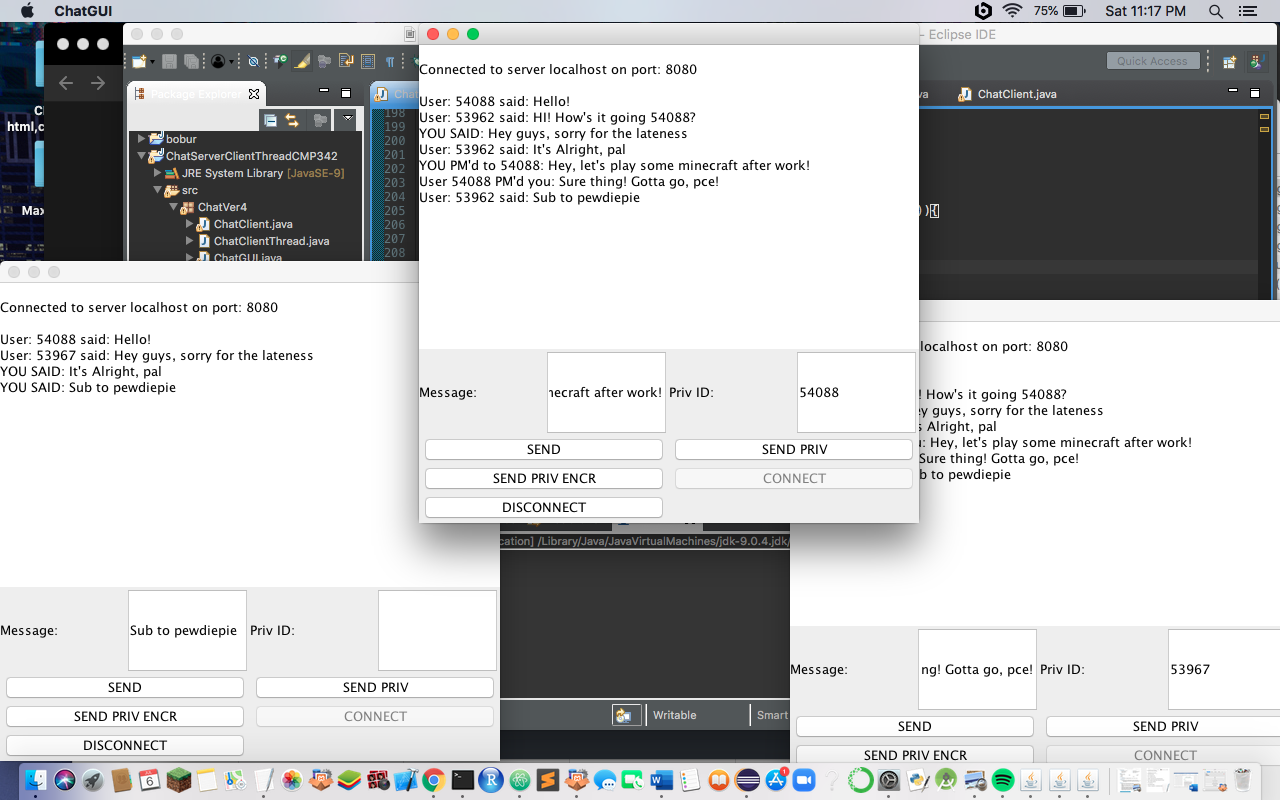 ChatGUI
75%
Sat 11:17 PM
- Eclipse IDE
Quick Access
Package Explorer
ChatClient.java
html,c
Max
bobur
ChatServerClientThreadCMP342
JRE System Library [JavaSE-9]
src
ChatVer4
ChatClient.java
ChatClientThread.java
ChatGUI.java
198
199
200
201
202
203
204
205
206
207
208
)){
Connected to server localhost on port: 8080
User: 54088 said: Hello!
User: 53962 said: HI! How's it going 54088?
YOU SAID: Hey guys, sorry for the lateness
User: 53962 said: It's Alright, pal
YOU PM'd to 54088: Hey, let's play some minecraft after work!
User 54088 PM'd you: Sure thing! Gotta go, pce!
User: 53962 said: Sub to pewdiepie
Message:
necraft after work!
Priv ID:
54088
SEND
SEND PRIV
SEND PRIV ENCR
CONNECT
DISCONNECT
Connected to server localhost on port: 8080
User: 54088 said: Hello!
User: 53967 said: Hey guys, sorry for the lateness
YOU SAID: It's Alright, pal
YOU SAID: Sub to pewdiepie
Message:
Sub to pewdiepie
Priv ID:
SEND
SEND PRIV
SEND PRIV ENCR
CONNECT
DISCONNECT
localhost on port: 8080
! How's it going 54088?
ey guys, sorry for the lateness
s Alright, pal
u: Hey, let's play some minecraft after work!
Sure thing! Gotta go, pce!
b to pewdiepie
Message:
ng! Gotta go, pce!
Priv ID:
53967
SEND
SEND PRIV
SEND PRIV ENCR
CONNECT
cation] /Library/Java/JavaVirtualMachines/jdk-9.0.4.jdk/
Writable
Smart